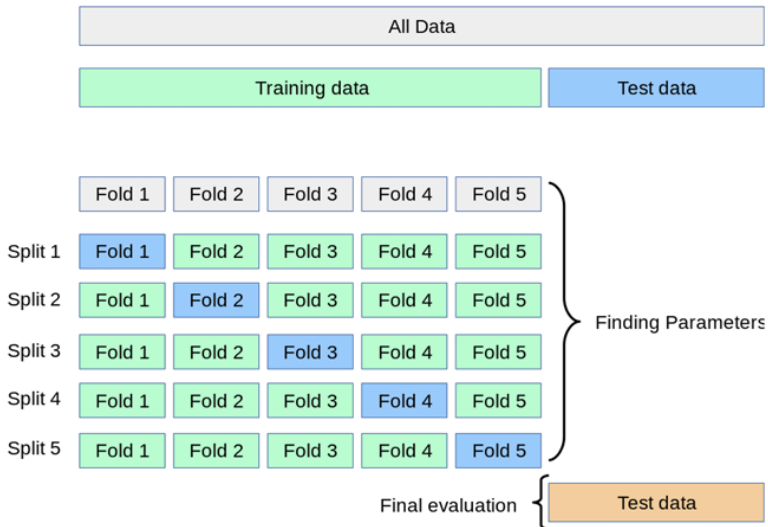 All Data
Training data Test data
Fold 1 Fold 2 Fold 3 Fold 4 Fold 5
Split 1 Fold 1 Fold 2 Fold 3 Fold 4 Fold 5
Split 2 Fold 1 Fold 2 Fold 3 Fold 4 Fold 5
Finding Parameters
Split 3 Fold 1 Fold 2 Fold 3 Fold 4 Fold 5
Split 4 Fold 1 Fold 2 Fold 3 Fold 4 Fold 5
Split 5 Fold 1 Fold 2 Fold 3 Fold 4 Fold 5
Final evaluation Test data